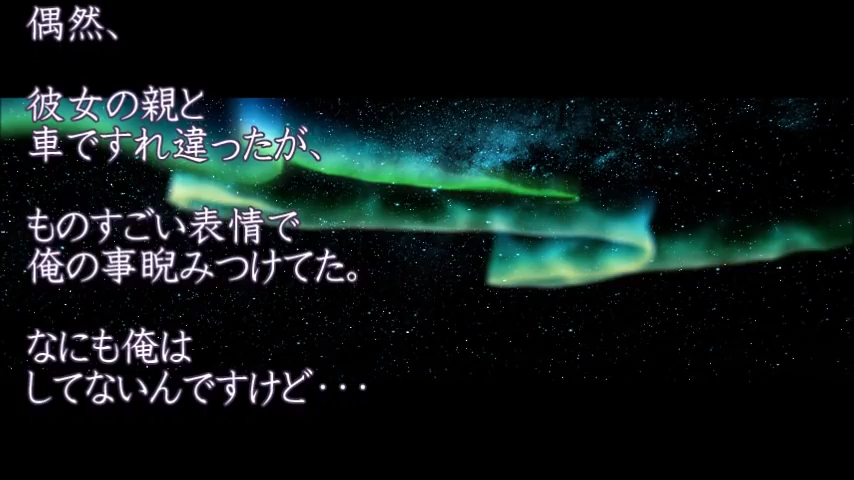 偶然、
彼女の親と
車ですれ違ったが、
ものすごい表情で
俺の事睨みつけてた。
なにも俺は
してないんですけど・・・